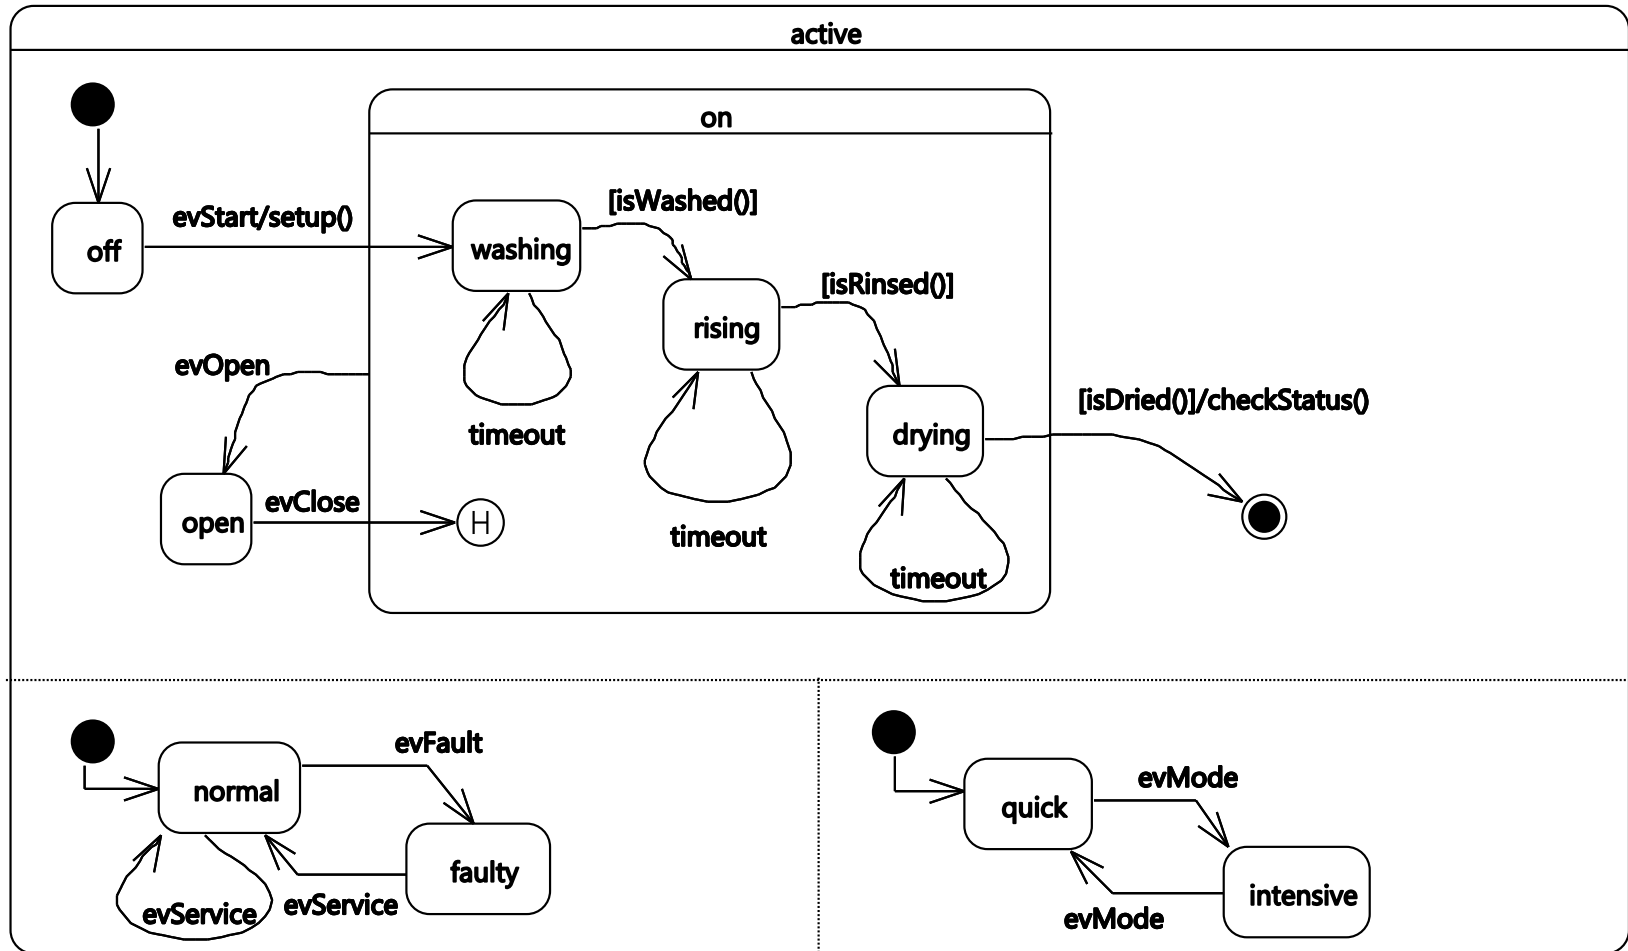 active
on
evStart/setup()
[isWashed()]
off
washing
[isRinsed()]
rising
evOpen
[isDried()]/checkStatus()
timeout
drying
evClose
open
H
timeout
timeout
evFault
normal
evMode
quick
faulty
evService
evService
intensive
evMode